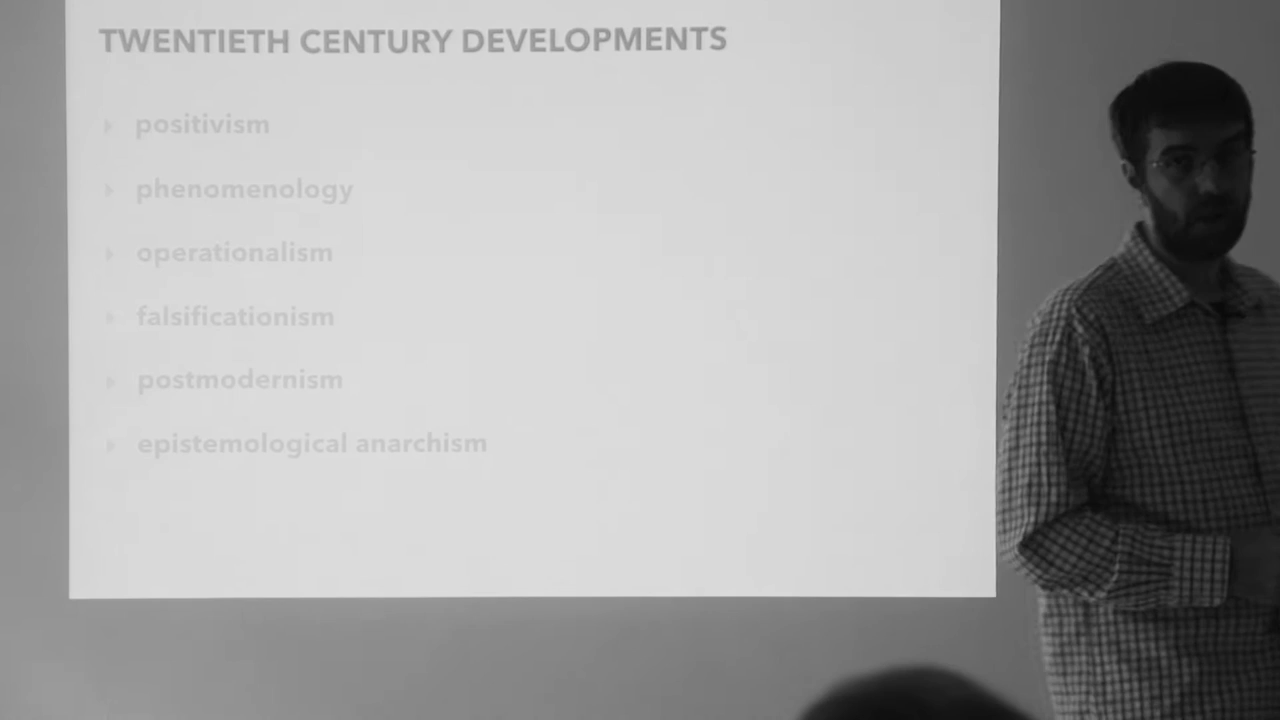 TWENTIETH CENTURY DEVELOPMENTS
positivism
phenomenology
operationalism
falsificationism
postmodernism
epistemological anarchism